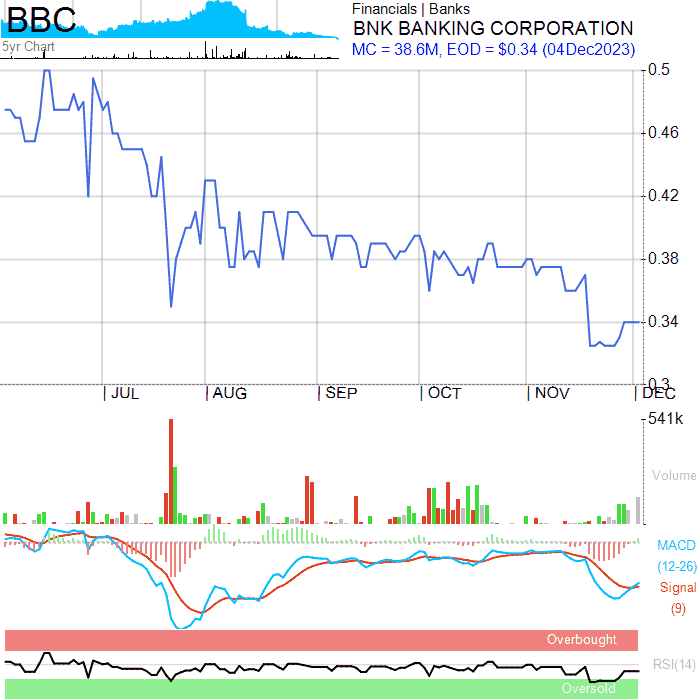 BBC
5yr Chart
Financials | Banks
BNK BANKING CORPORATION
MC = 38.6M, EOD = $0.34 (04Dec2023)
0.5
0.46
0.42
0.38
0.34
0.3
JUL
AUG
SEP
OCT
NOV
DEC
541k
Volume
MACD
(12-26)
Signal
(9)
Overbought
RSI(14)
Oversold